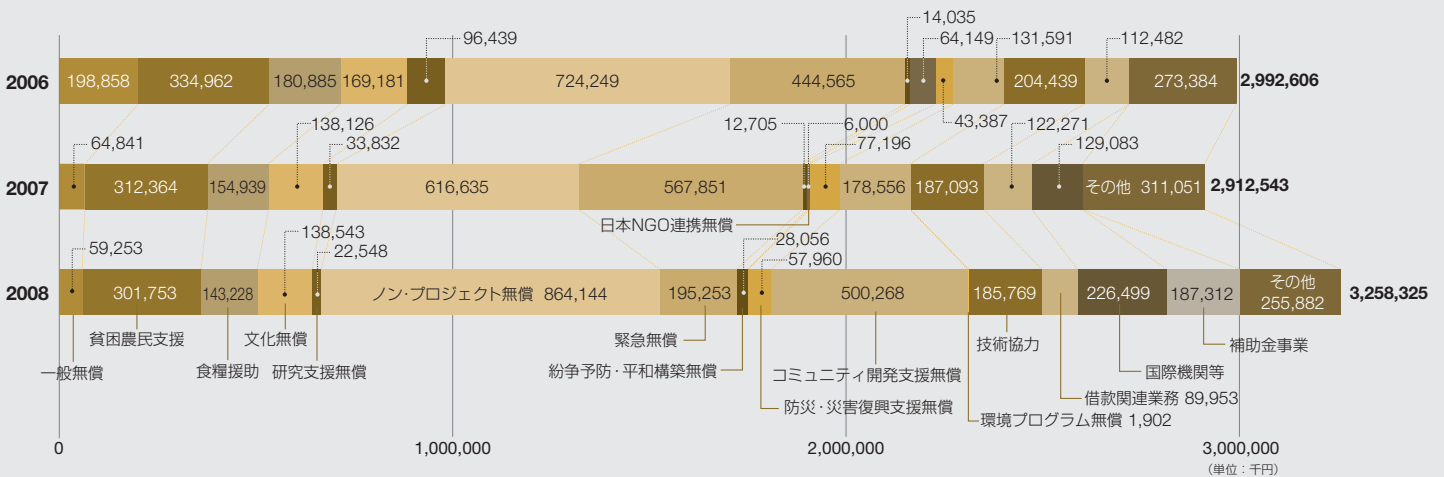 14,035
96,439
64,149
131,591
112,482
2006
198,858
334,962
180,885
169,181
724,249
444,565
204,439
273,384
2,992,606
43,387
138,126
12,705
6,000
122,271
64,841
33,832
77,196
129,083
2007
312,364
154,939
616,635
567,851
178,556
187,093
その他 311,051
2,912,543
日本NGO連携無償
138,543
28,056
59,253
22,548
57,960
2008
301,753
143,228
ノン・プロジェクト無償 864,144
195,253
500,268
185,769
226,499
187,312
その他
255,882
3,258,325
貧困農民支援
文化無償
緊急無償
技術協力
補助金事業
一般無償
食糧援助
研究支援無償
紛争予防・平和構築無償
コミュニティ開発支援無償
国際機関等
借款関連業務 89,953
防災・災害復興支援無償
環境プログラム無償 1,902
0
1,000,000
2,000,000
3,000,000
(単位：千円)